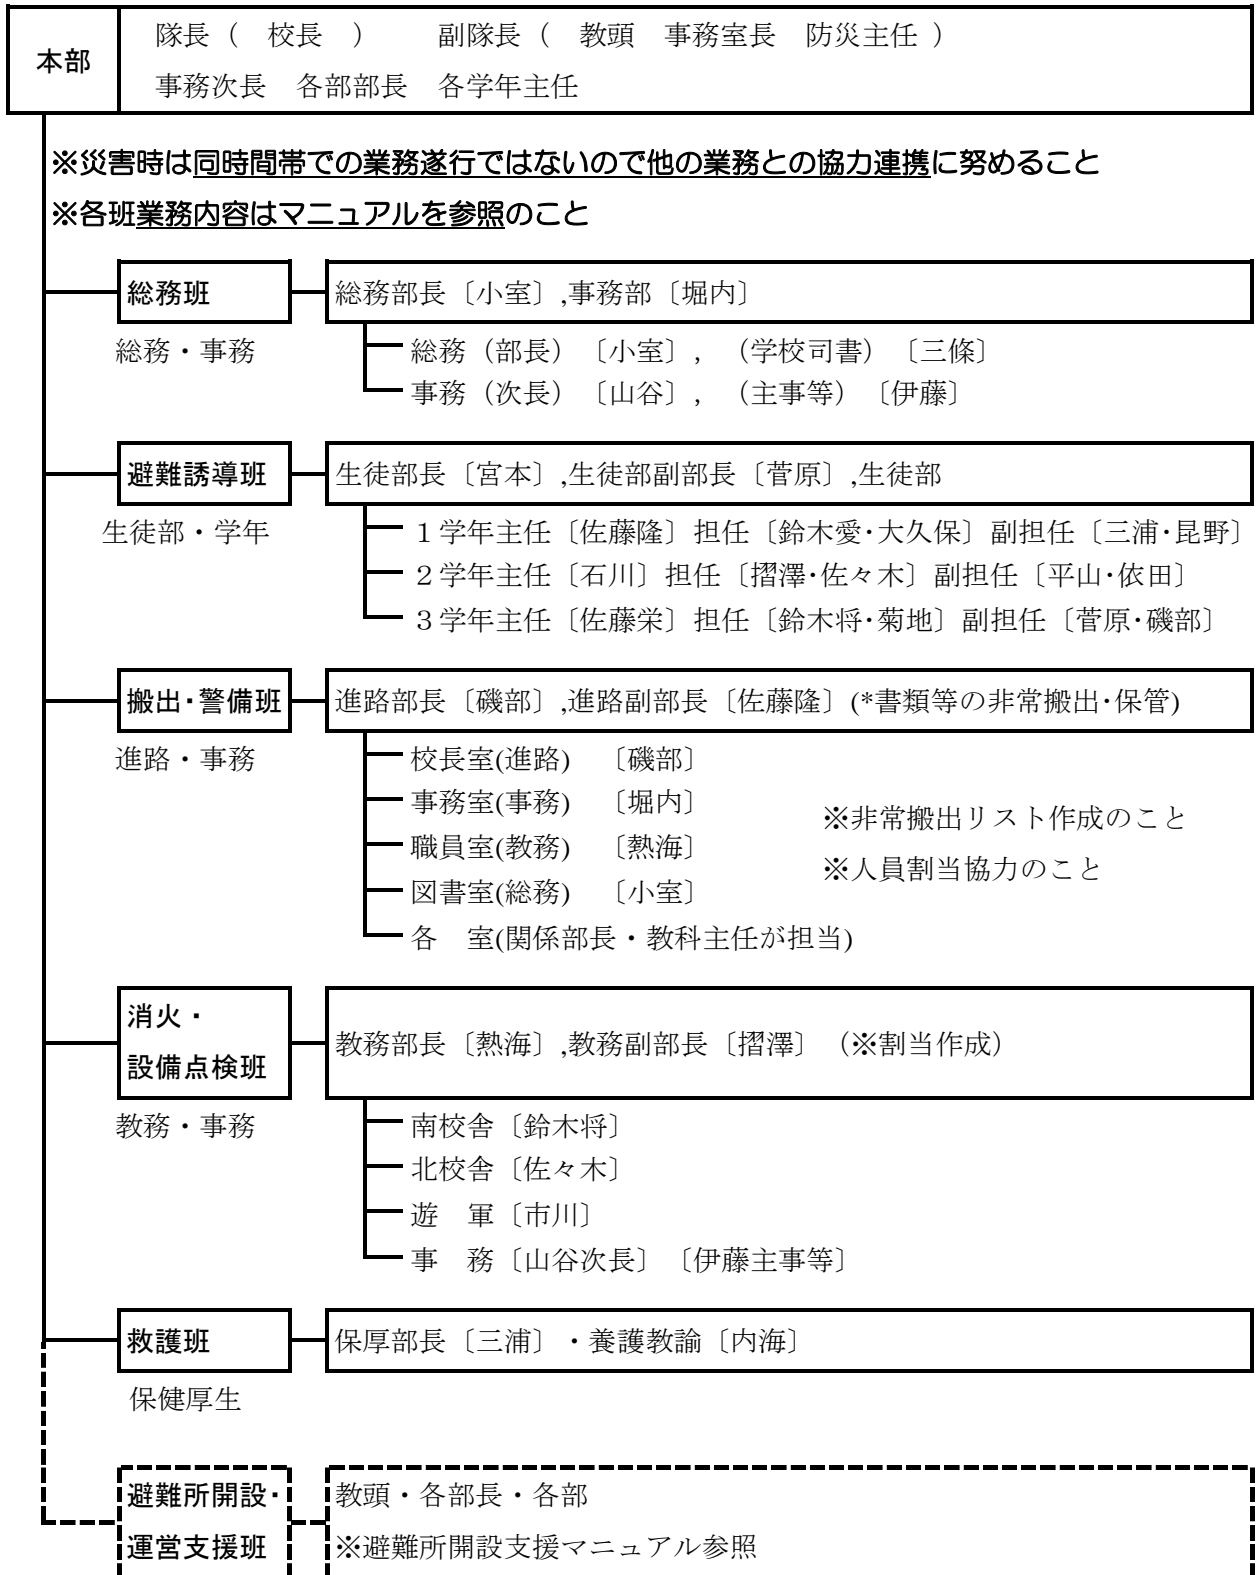 本部
隊長（　校長　）　　副隊長（　教頭　事務室長　防災主任 ）
事務次長　各部部長　各学年主任
※災害時は同時間帯での業務遂行ではないので他の業務との協力連携に努めること
※各班業務内容はマニュアルを参照のこと
総務班
総務部長〔小室〕,事務部〔堀内〕
総務・事務
総務（部長）〔小室〕,（学校司書）〔三條〕
事務（次長）〔山谷〕,（主事等）〔伊藤〕
避難誘導班
生徒部長〔宮本〕,生徒部副部長〔菅原〕,生徒部
生徒部・学年
１学年主任〔佐藤隆〕担任〔鈴木愛･大久保〕副担任〔三浦･昆野〕
２学年主任〔石川〕担任〔摺澤･佐々木〕副担任〔平山･依田〕
３学年主任〔佐藤栄〕担任〔鈴木将･菊地〕副担任〔菅原･磯部〕
搬出･警備班
進路部長〔磯部〕,進路副部長〔佐藤隆〕(*書類等の非常搬出･保管)
進路・事務
校長室(進路)　〔磯部〕
事務室(事務)　〔堀内〕
職員室(教務)　〔熱海〕
図書室(総務)　〔小室〕
各　室(関係部長・教科主任が担当)
※非常搬出リスト作成のこと
※人員割当協力のこと
消火・
設備点検班
教務部長〔熱海〕,教務副部長〔摺澤〕（※割当作成）
教務・事務
南校舎〔鈴木将〕
北校舎〔佐々木〕
遊　軍〔市川〕
事　務〔山谷次長〕〔伊藤主事等〕
救護班
保厚部長〔三浦〕・養護教諭〔内海〕
保健厚生
避難所開設･
運営支援班
教頭・各部長・各部
※避難所開設支援マニュアル参照